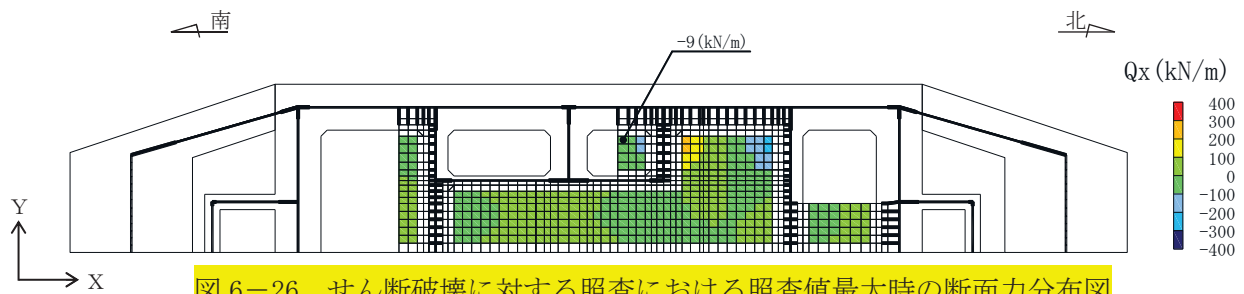 南
北
-9(kN/m)
Qx(kN/m)
400
300
200
100
0
-100
-200
-300
-400
Y
X
図 6-26 せん断破壊に対する照査における照査値最大時の断面力分布図